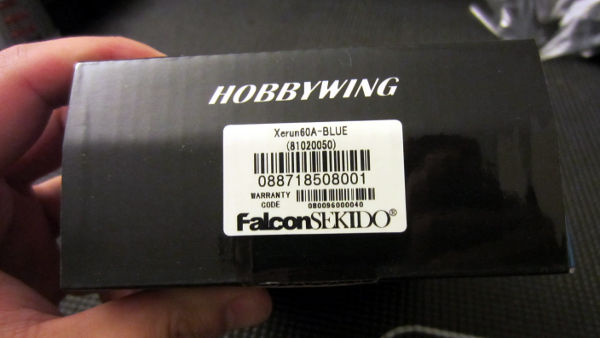 HOBBYWING
Xerun60A-BLUE
(81020050)
088718508001
WARRANTY
CODE
080096000040
FalconSEKIDO®